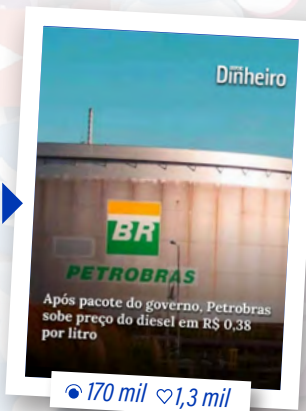 Dinheiro
BR
PETROBRAS
Após pacote do governo, Petrobras
sobe preço do diesel em R$ 0,38
por litro
170 mil 1,3 mil